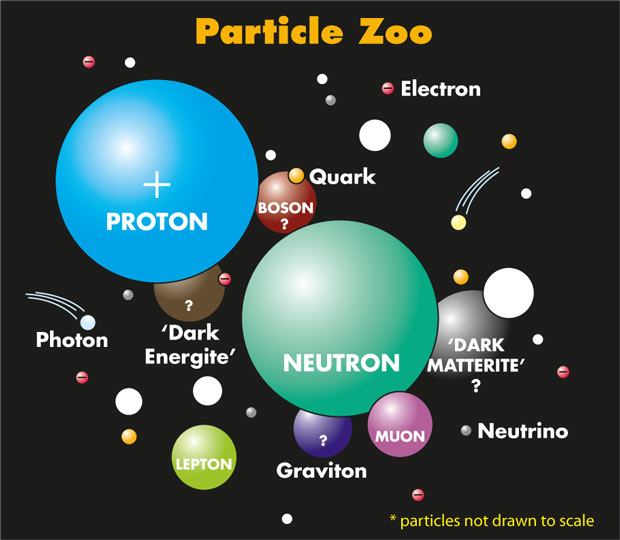 Particle Zoo
Electron
+
PROTON
Quark
BOSON
?
?
'Dark
Energite'
Photon
NEUTRON
'DARK
MATTERITE'
?
?
Graviton
MUON
Neutrino
LEPTON
* particles not drawn to scale